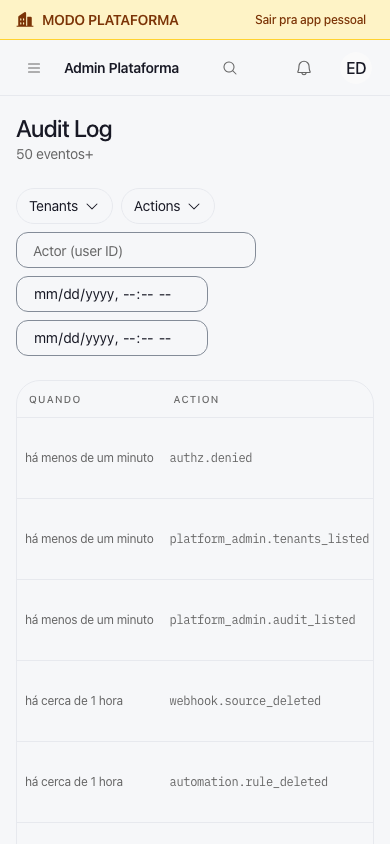 MODO PLATAFORMA
Sair pra app pessoal
Admin Plataforma
ED
Audit Log
50 eventos+
Tenants
Actions
Actor (user ID)
mm/dd/yyyy, --:-- --
mm/dd/yyyy, --:-- --
QUANDO ACTION
há menos de um minuto authz.denied
há menos de um minuto platform_admin.tenants_listed
há menos de um minuto platform_admin.audit_listed
há cerca de 1 hora webhook.source_deleted
há cerca de 1 hora automation.rule_deleted